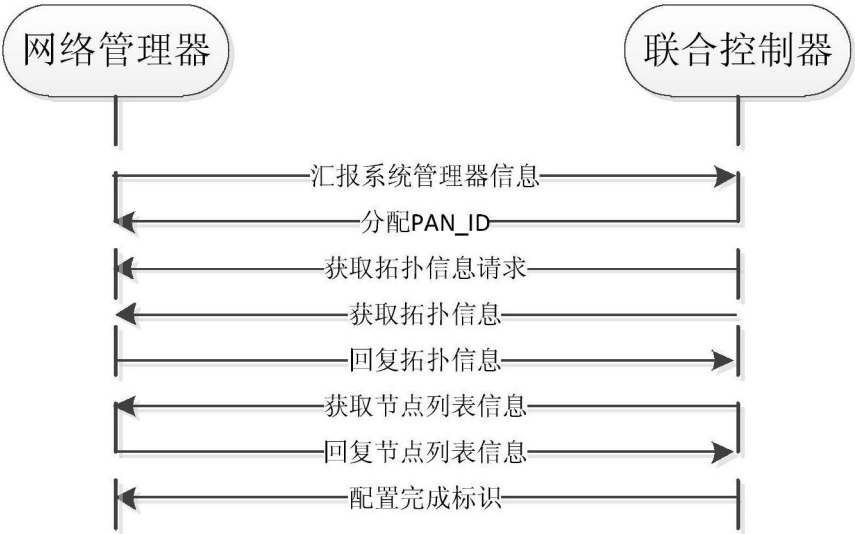 网络管理器
联合控制器
汇报系统管理器信息
分配PAN_ID
获取拓扑信息请求
获取拓扑信息
回复拓扑信息
获取节点列表信息
回复节点列表信息
配置完成标识